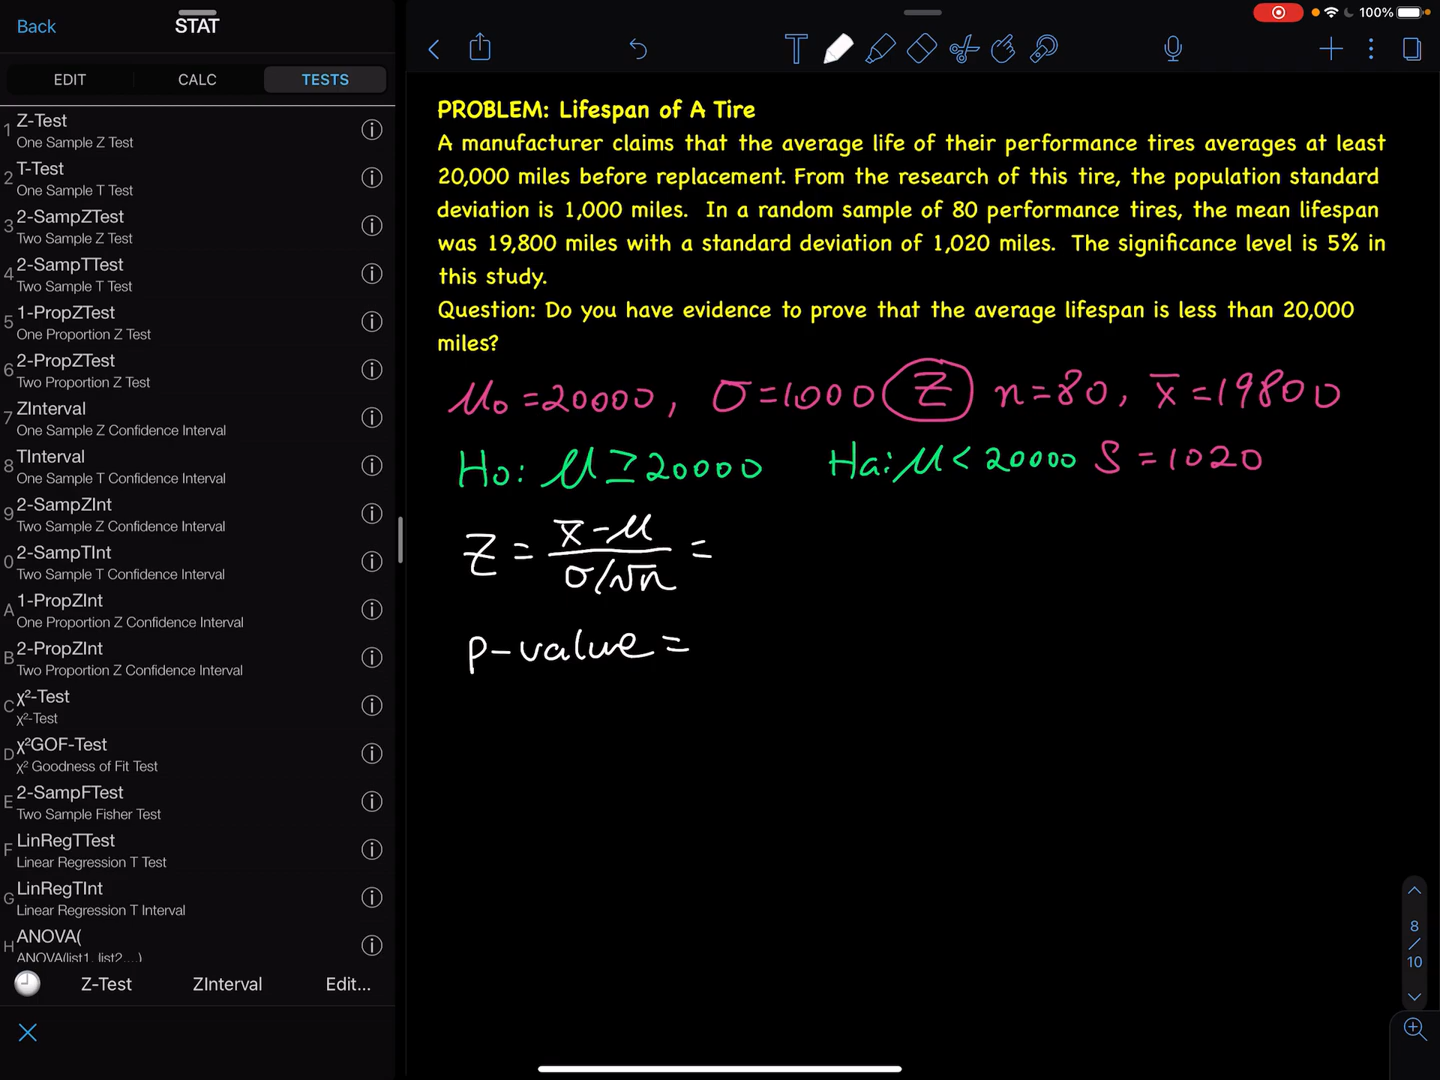 Back
STAT
EDIT CALC TESTS
1 Z-Test
One Sample Z Test
2 T-Test
One Sample T Test
3 2-SampZTest
Two Sample Z Test
4 2-SampTTest
Two Sample T Test
5 1-PropZTest
One Proportion Z Test
6 2-PropZTest
Two Proportion Z Test
7 ZInterval
One Sample Z Confidence Interval
8 TInterval
One Sample T Confidence Interval
9 2-SampZInt
Two Sample Z Confidence Interval
0 2-SampTInt
Two Sample T Confidence Interval
A 1-PropZInt
One Proportion Z Confidence Interval
B 2-PropZInt
Two Proportion Z Confidence Interval
C χ²-Test
χ²-Test
D χ²GOF-Test
χ² Goodness of Fit Test
E 2-SampFTest
Two Sample Fisher Test
F LinRegTTest
Linear Regression T Test
G LinRegTInt
Linear Regression T Interval
H ANOVA(
ANOVA(list1, list2,...)
Z-Test ZInterval Edit...
100%
PROBLEM: Lifespan of A Tire
A manufacturer claims that the average life of their performance tires averages at least
20,000 miles before replacement. From the research of this tire, the population standard
deviation is 1,000 miles. In a random sample of 80 performance tires, the mean lifespan
was 19,800 miles with a standard deviation of 1,020 miles. The significance level is 5% in
this study.
Question: Do you have evidence to prove that the average lifespan is less than 20,000
miles?
μ₀ = 20000, σ = 1000 Z n = 80, x̄ = 19800
Ho: μ ≥ 20000 Ha: μ < 20000 S = 1020
Z = (x̄ - μ) / (σ/√n) =
p-value =
8 / 10